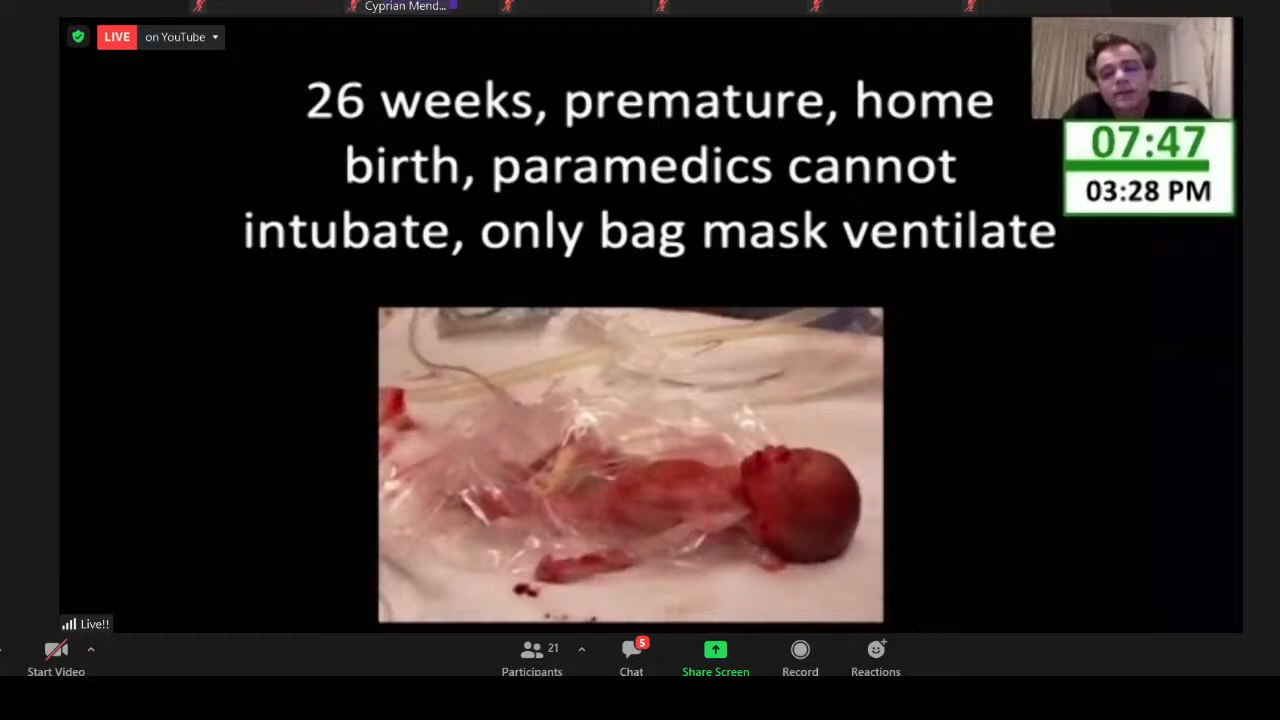 Cyprian Mend...
LIVE on YouTube
26 weeks, premature, home
birth, paramedics cannot
intubate, only bag mask ventilate
07:47
03:28 PM
Live!!
Start Video
21
Participants
5
Chat
Share Screen
Record
Reactions